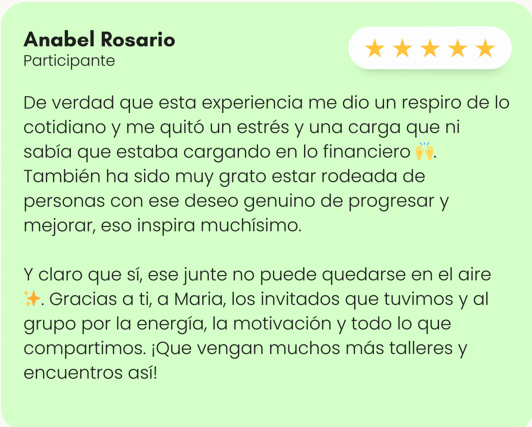 Anabel Rosario
Participante
De verdad que esta experiencia me dio un respiro de lo
cotidiano y me quitó un estrés y una carga que ni
sabía que estaba cargando en lo financiero 🙌.
También ha sido muy grato estar rodeada de
personas con ese deseo genuino de progresar y
mejorar, eso inspira muchísimo.
Y claro que sí, ese junte no puede quedarse en el aire
✨. Gracias a ti, a Maria, los invitados que tuvimos y al
grupo por la energía, la motivación y todo lo que
compartimos. ¡Que vengan muchos más talleres y
encuentros así!